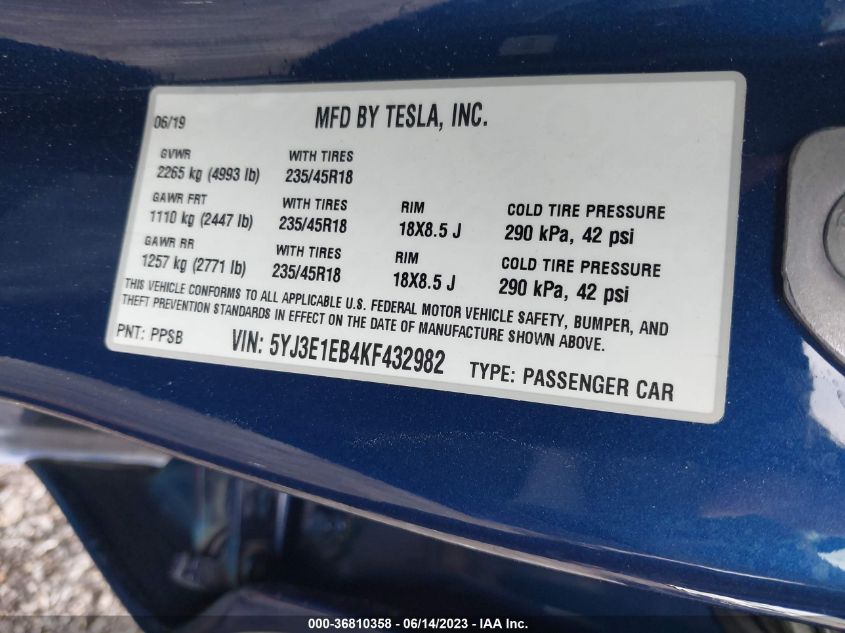 06/19 MFD BY TESLA, INC.
GVWR WITH TIRES
2265 kg (4993 lb) 235/45R18
GAWR FRT WITH TIRES RIM COLD TIRE PRESSURE
1110 kg (2447 lb) 235/45R18 18X8.5 J 290 kPa, 42 psi
GAWR RR WITH TIRES RIM COLD TIRE PRESSURE
1257 kg (2771 lb) 235/45R18 18X8.5 J 290 kPa, 42 psi
THIS VEHICLE CONFORMS TO ALL APPLICABLE U.S. FEDERAL MOTOR VEHICLE SAFETY, BUMPER, AND
THEFT PREVENTION STANDARDS IN EFFECT ON THE DATE OF MANUFACTURE SHOWN ABOVE.
PNT: PPSB VIN: 5YJ3E1EB4KF432982 TYPE: PASSENGER CAR
000-36810358 - 06/14/2023 - IAA Inc.